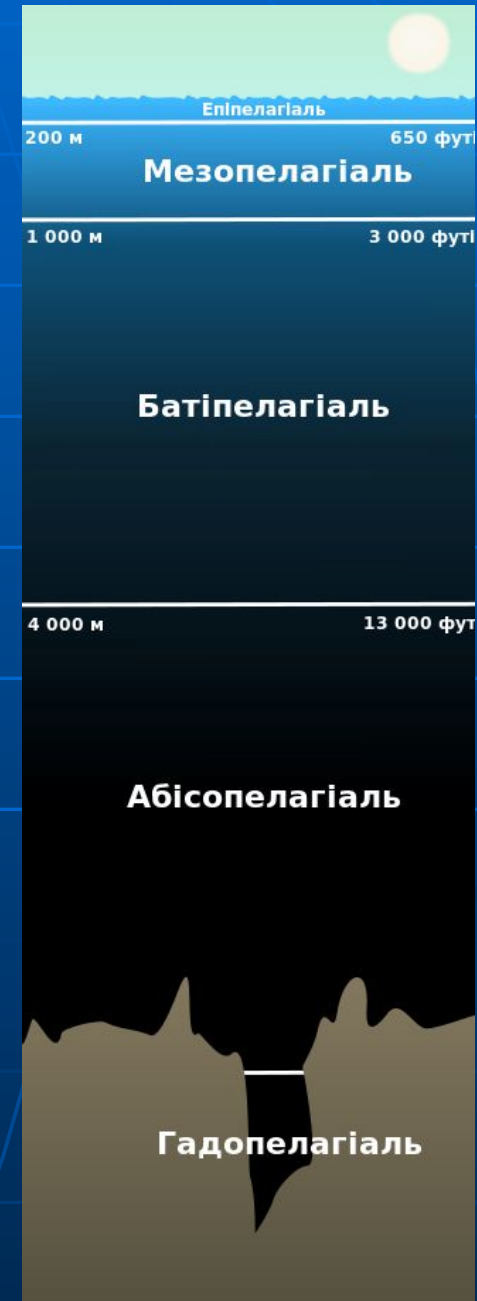 Епіпелагіаль
200 м 650 футі
Мезопелагіаль
1 000 м 3 000 футі
Батіпелагіаль
4 000 м 13 000 фут
Абісопелагіаль
Гадопелагіаль